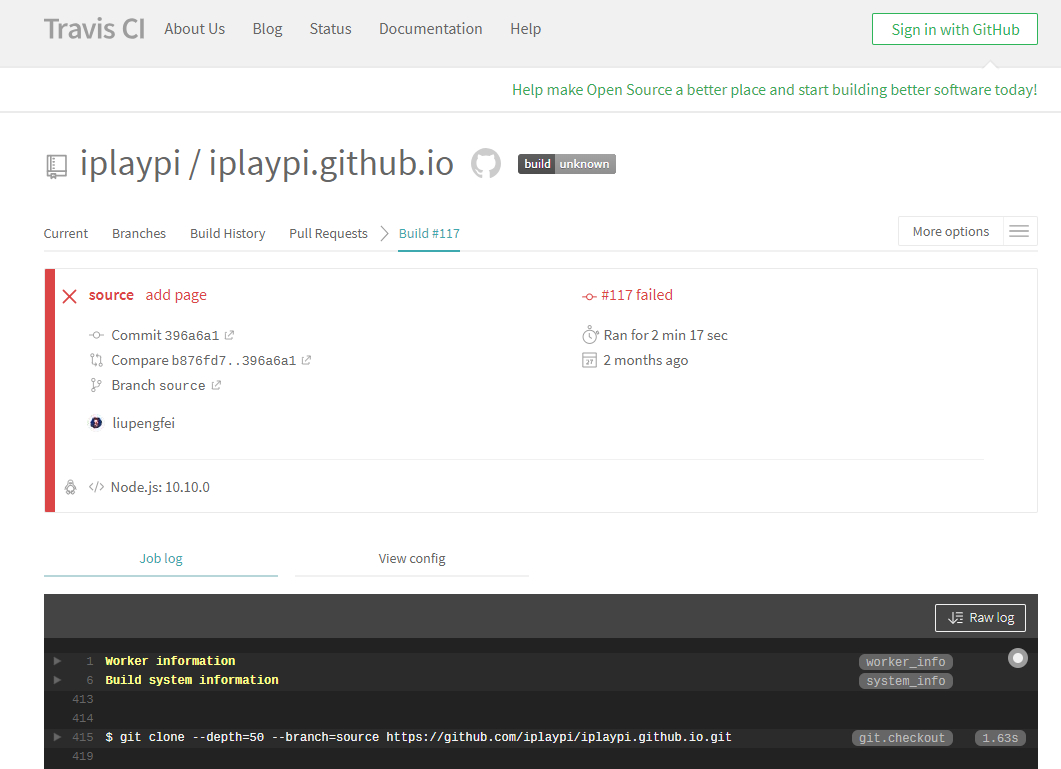 Travis CI About Us Blog Status Documentation Help Sign in with GitHub
Help make Open Source a better place and start building better software today!
iplaypi / iplaypi.github.io build unknown
Current Branches Build History Pull Requests Build #117 More options
source add page #117 failed
Commit 396a6a1 Ran for 2 min 17 sec
Compare b876fd7..396a6a1 2 months ago
Branch source
liupengfei
</> Node.js: 10.10.0
Job log View config
Raw log
1 Worker information worker_info
6 Build system information system_info
413
414
415 $ git clone --depth=50 --branch=source https://github.com/iplaypi/iplaypi.github.io.git git.checkout 1.63s
419